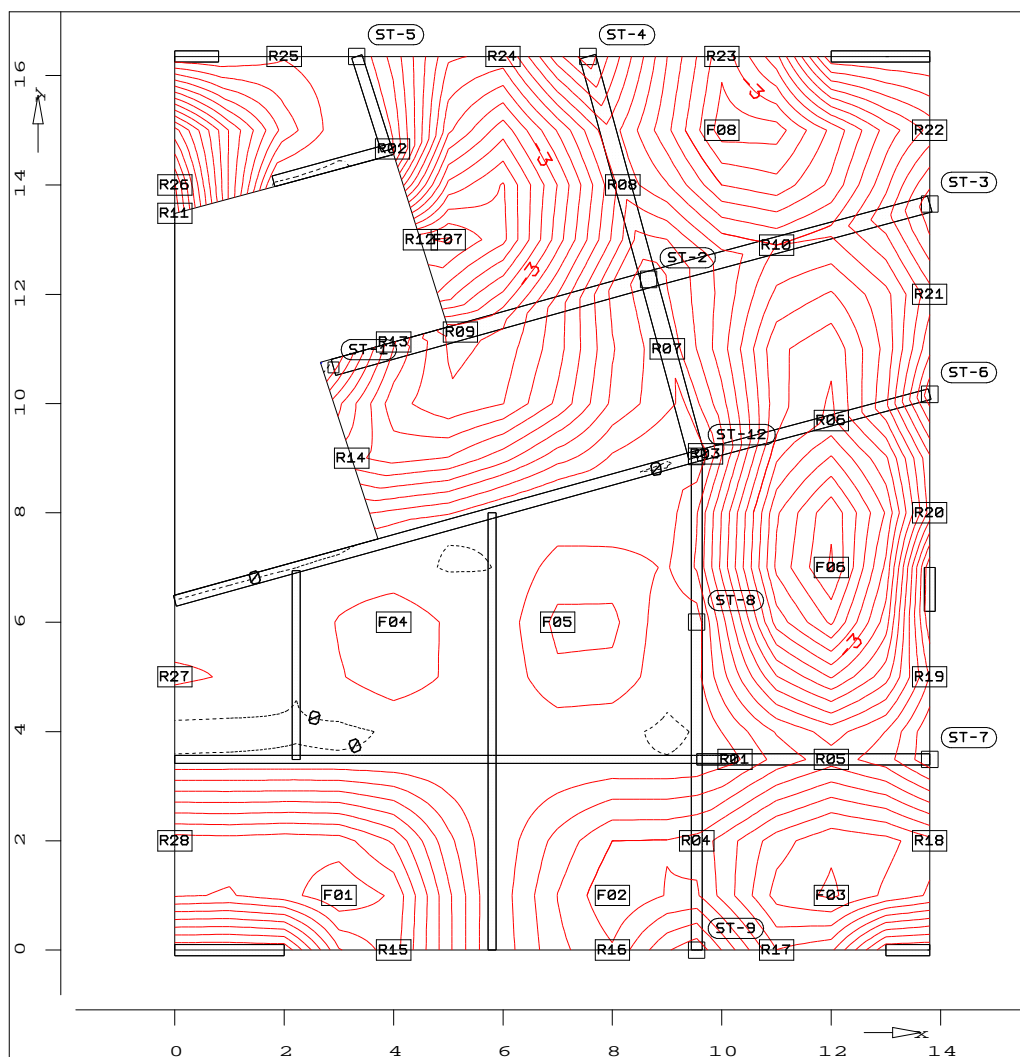 ST-5
ST-4
16
R25
R24
R23
y
-3
R02
F08
R22
-3
14
R26
R08
ST-3
R11
R12
F07
R10
ST-2
-3
12
R21
R09
R13
ST-1
R07
ST-6
10
R06
ST-12
R03
R14
0
8
R20
F06
0
ST-8
6
F04
F05
-3
R27
R19
0
4
0
ST-7
R01
R05
2
R28
R04
R18
F01
F02
F03
ST-9
0
R15
R16
R17
x
0 2 4 6 8 10 12 14